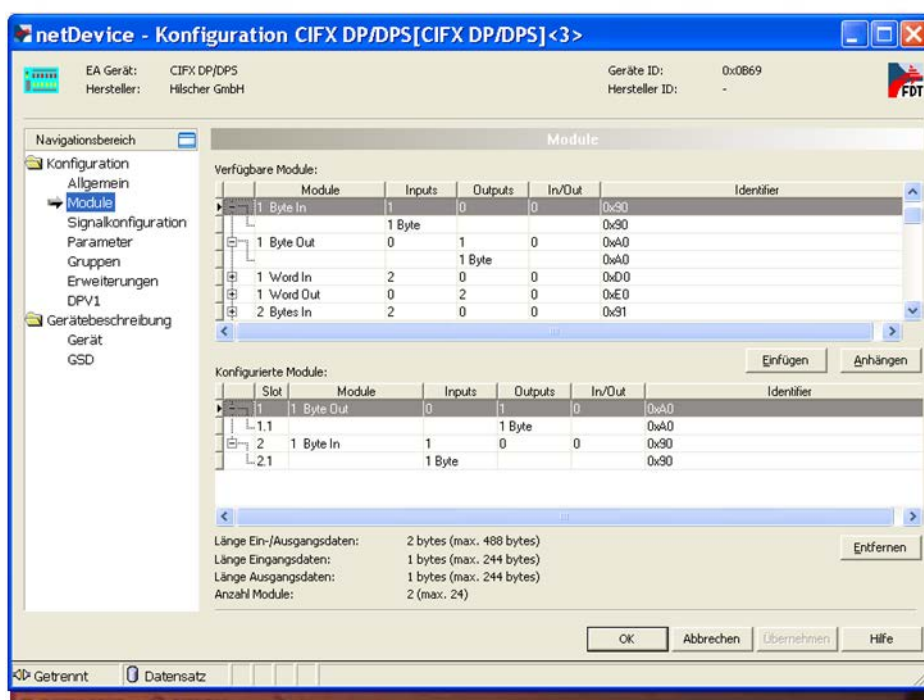 netDevice - Konfiguration CIFX DP/DPS[CIFX DP/DPS]<3>
EA Gerät: CIFX DP/DPS Geräte ID: 0x0B69
Hersteller: Hilscher GmbH Hersteller ID: -
FDT
Navigationsbereich
Konfiguration
Allgemein
Module
Signalkonfiguration
Parameter
Gruppen
Erweiterungen
DPV1
Gerätebeschreibung
Gerät
GSD
Module
Verfügbare Module:
Module Inputs Outputs In/Out Identifier
1 Byte In 1 0 0 0x90
1 Byte 0x90
1 Byte Out 0 1 0 0xA0
1 Byte 0xA0
1 Word In 2 0 0 0xD0
1 Word Out 0 2 0 0xE0
2 Bytes In 2 0 0 0x91
Einfügen Anhängen
Konfigurierte Module:
Slot Module Inputs Outputs In/Out Identifier
1 1 Byte Out 0 1 0 0xA0
1.1 1 Byte 0xA0
2 1 Byte In 1 0 0 0x90
2.1 1 Byte 0x90
Länge Ein-/Ausgangsdaten: 2 bytes (max. 488 bytes)
Länge Eingangsdaten: 1 bytes (max. 244 bytes)
Länge Ausgangsdaten: 1 bytes (max. 244 bytes)
Anzahl Module: 2 (max. 24)
Entfernen
OK Abbrechen Übernehmen Hilfe
Getrennt Datensatz